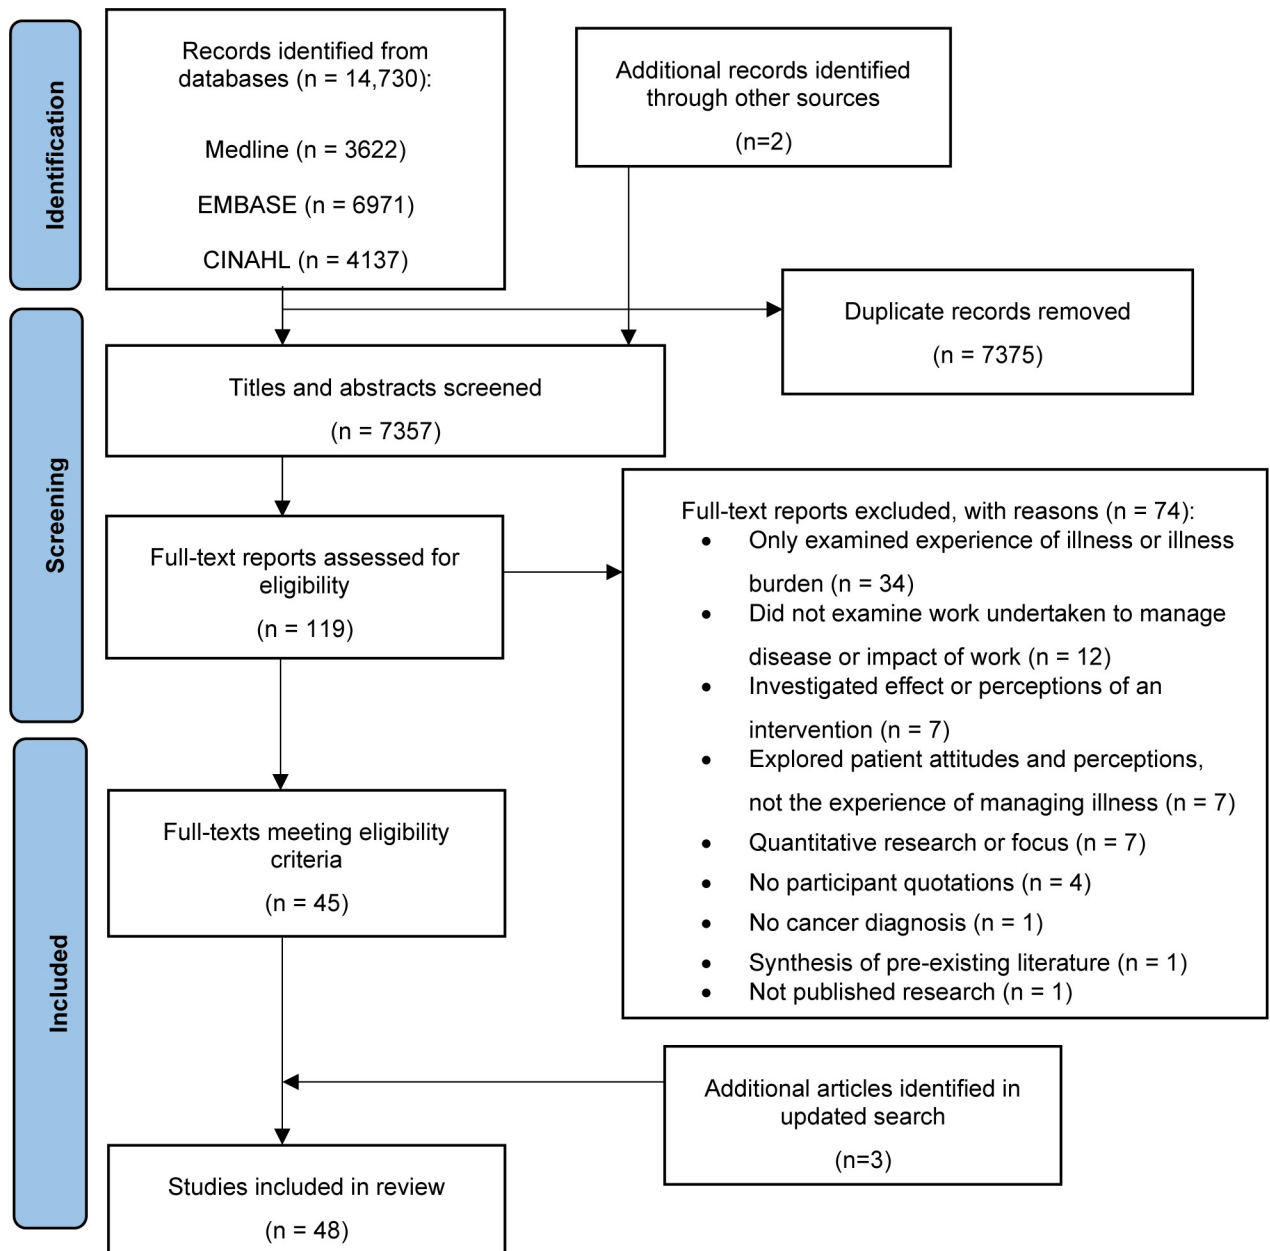 Identification
Records identified from
databases (n = 14,730):
Medline (n = 3622)
EMBASE (n = 6971)
CINAHL (n = 4137)
Additional records identified
through other sources
(n=2)
Duplicate records removed
(n = 7375)
Screening
Titles and abstracts screened
(n = 7357)
Full-text reports assessed for
eligibility
(n = 119)
Full-text reports excluded, with reasons (n = 74):
• Only examined experience of illness or illness
burden (n = 34)
• Did not examine work undertaken to manage
disease or impact of work (n = 12)
• Investigated effect or perceptions of an
intervention (n = 7)
• Explored patient attitudes and perceptions,
not the experience of managing illness (n = 7)
• Quantitative research or focus (n = 7)
• No participant quotations (n = 4)
• No cancer diagnosis (n = 1)
• Synthesis of pre-existing literature (n = 1)
• Not published research (n = 1)
Included
Full-texts meeting eligibility
criteria
(n = 45)
Additional articles identified in
updated search
(n=3)
Studies included in review
(n = 48)